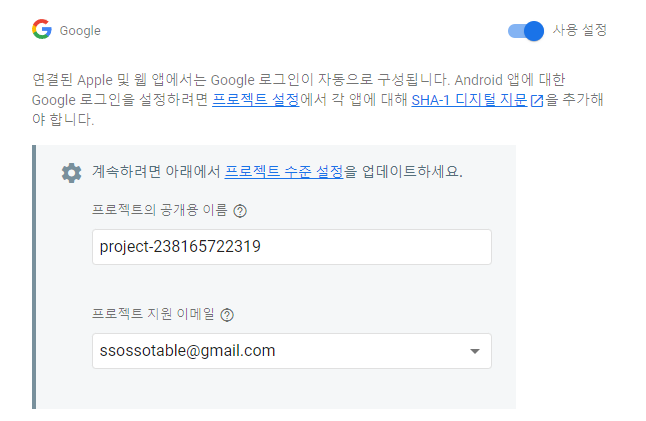 Google
사용 설정
연결된 Apple 및 웹 앱에서는 Google 로그인이 자동으로 구성됩니다. Android 앱에 대한
Google 로그인을 설정하려면 프로젝트 설정에서 각 앱에 대해 SHA-1 디지털 지문을 추가해
야 합니다.
계속하려면 아래에서 프로젝트 수준 설정을 업데이트하세요.
프로젝트의 공개용 이름
project-238165722319
프로젝트 지원 이메일
ssossotable@gmail.com